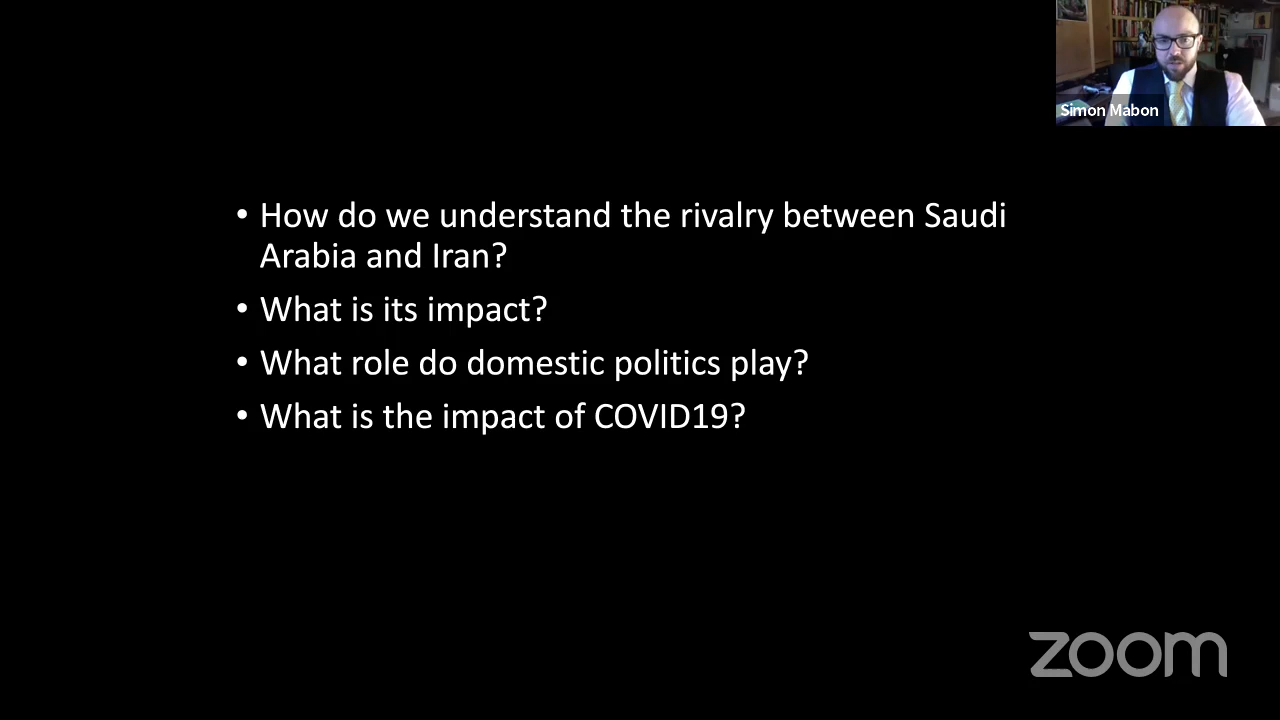 Simon Mabon
• How do we understand the rivalry between Saudi
Arabia and Iran?
• What is its impact?
• What role do domestic politics play?
• What is the impact of COVID19?
zoom